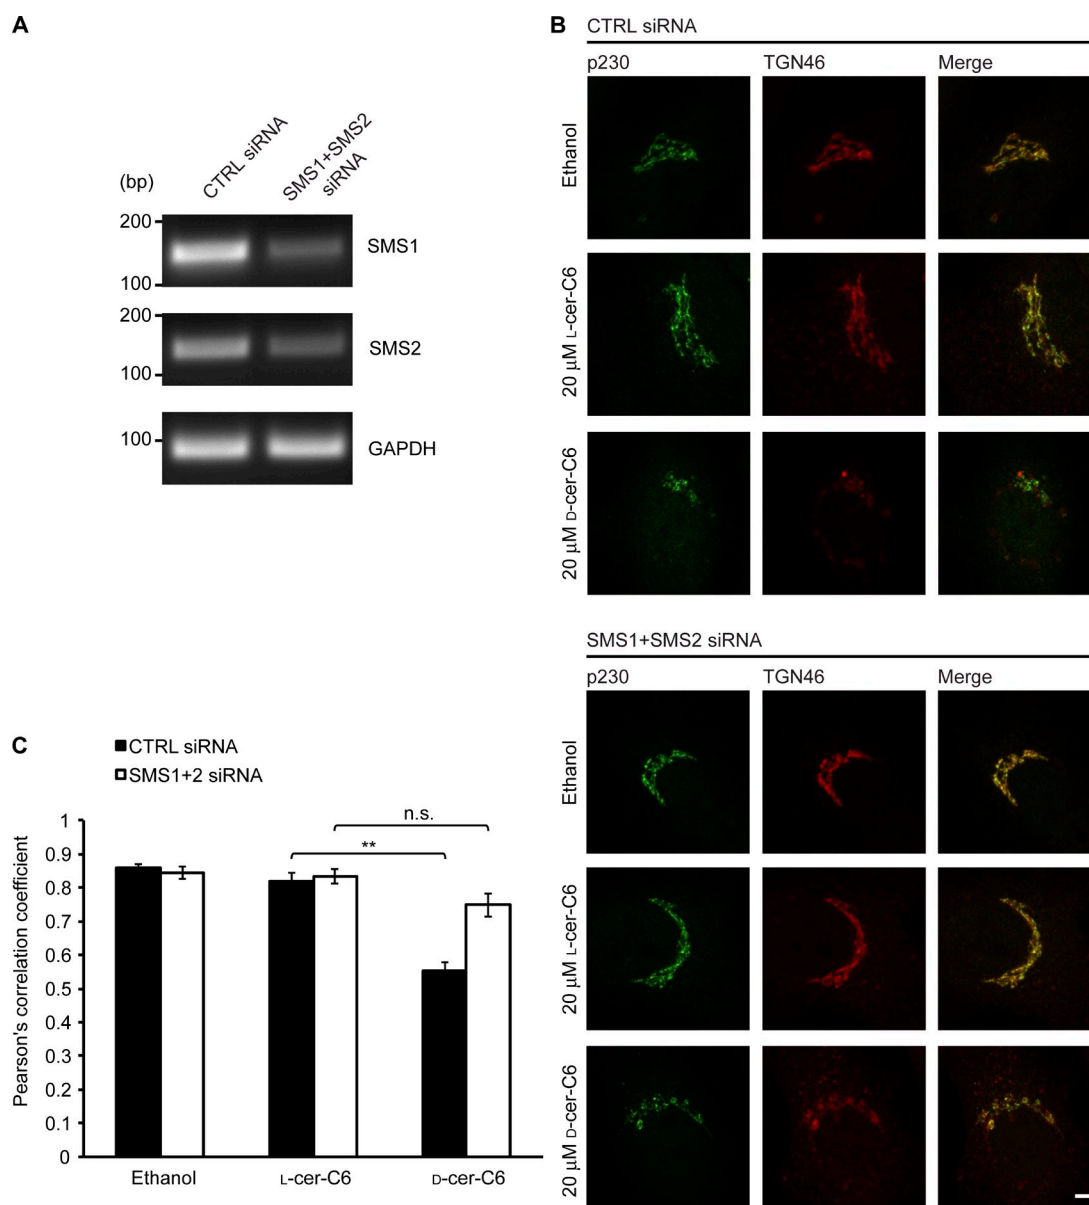 A
(bp)
CTRL siRNA
SMS1+SMS2
siRNA
200
100
SMS1
200
100
SMS2
100
GAPDH
B
CTRL siRNA
p230 TGN46 Merge
Ethanol
20 µM L-cer-C6
20 µM D-cer-C6
SMS1+SMS2 siRNA
p230 TGN46 Merge
Ethanol
20 µM L-cer-C6
20 µM D-cer-C6
C
CTRL siRNA
SMS1+2 siRNA
n.s.
**
Pearson's correlation coefficient
1
0.9
0.8
0.7
0.6
0.5
0.4
0.3
0.2
0.1
0
Ethanol L-cer-C6 D-cer-C6